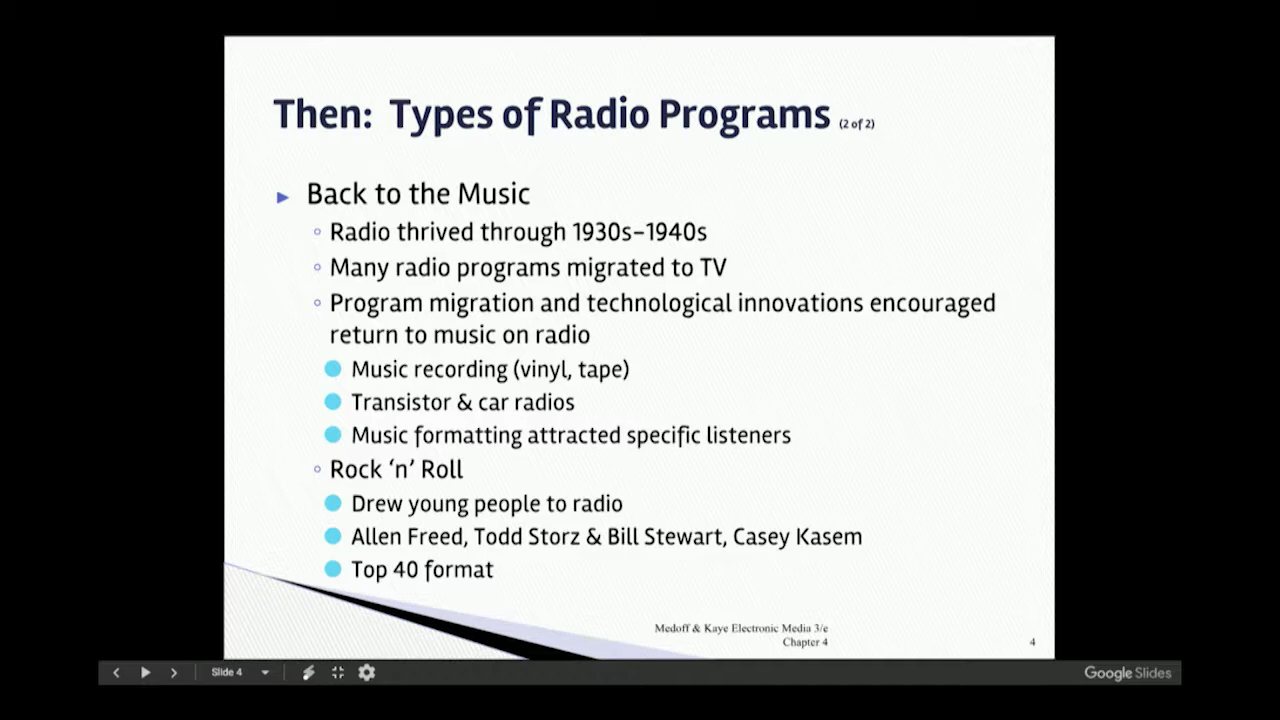 Then: Types of Radio Programs (2 of 2)
► Back to the Music
◦ Radio thrived through 1930s–1940s
◦ Many radio programs migrated to TV
◦ Program migration and technological innovations encouraged
return to music on radio
● Music recording (vinyl, tape)
● Transistor & car radios
● Music formatting attracted specific listeners
◦ Rock ‘n’ Roll
● Drew young people to radio
● Allen Freed, Todd Storz & Bill Stewart, Casey Kasem
● Top 40 format
Medoff & Kaye Electronic Media 3/e
Chapter 4
4
Slide 4
Google Slides